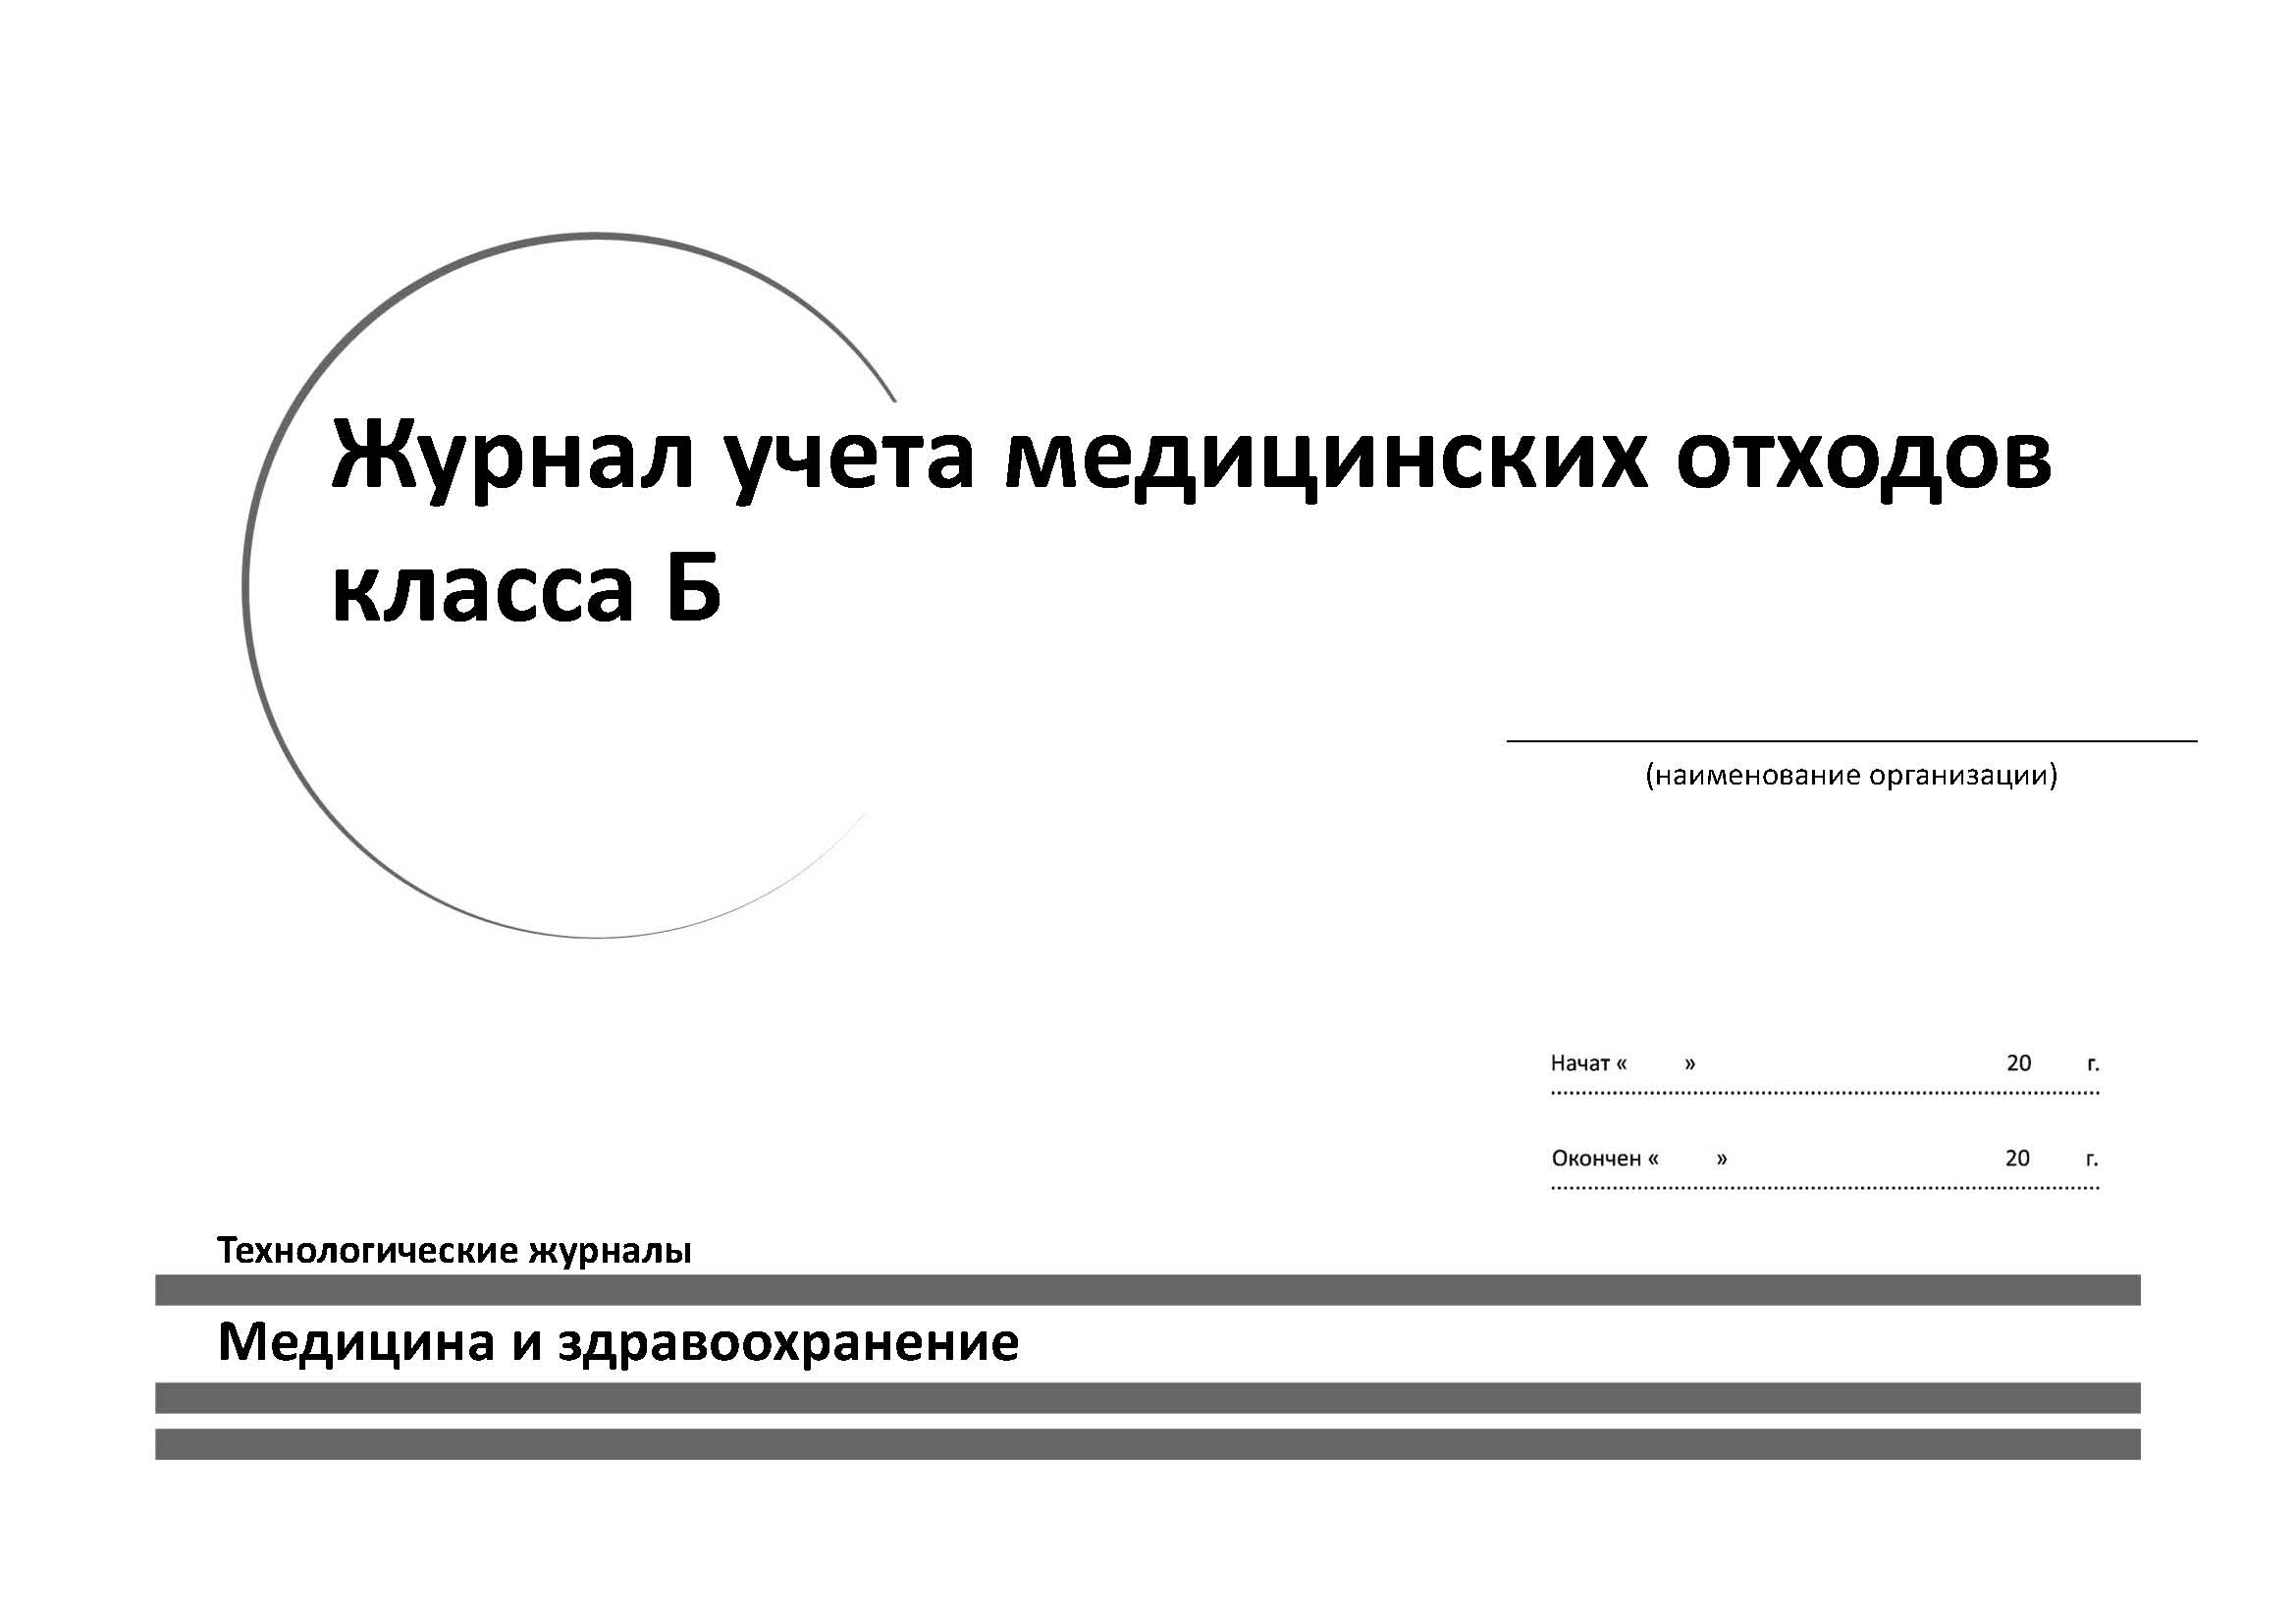 Журнал учета медицинских отходов
класса Б
(наименование организации)
Начат « » 20 г.
Окончен « » 20 г.
Технологические журналы
Медицина и здравоохранение